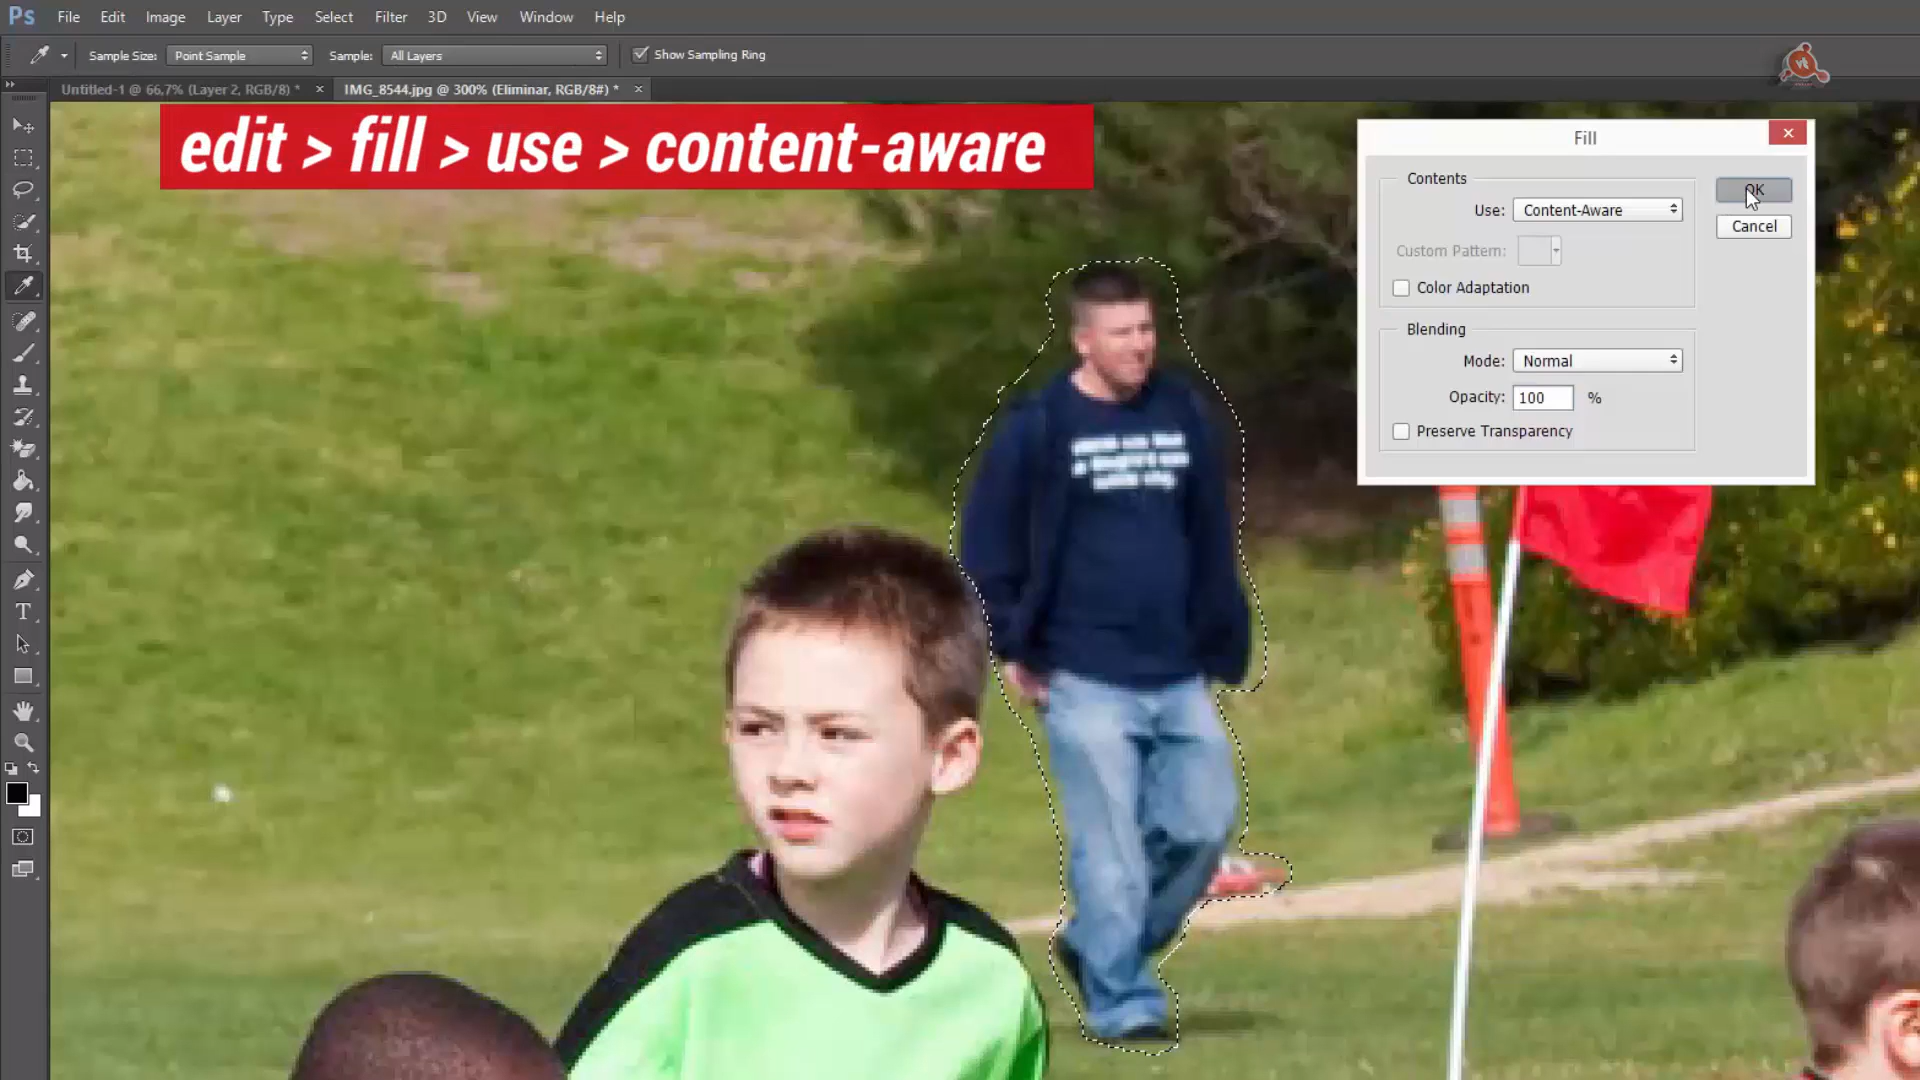 Ps File Edit Image Layer Type Select Filter 3D View Window Help
Sample Size: Point Sample Sample: All Layers Show Sampling Ring
Untitled-1 @ 66,7% (Layer 2, RGB/8) * × IMG_8544.jpg @ 300% (Eliminar, RGB/8#) * ×
edit > fill > use > content-aware
Fill
Contents
OK
Use: Content-Aware
Cancel
Custom Pattern:
Color Adaptation
Blending
Mode: Normal
Opacity: 100 %
Preserve Transparency